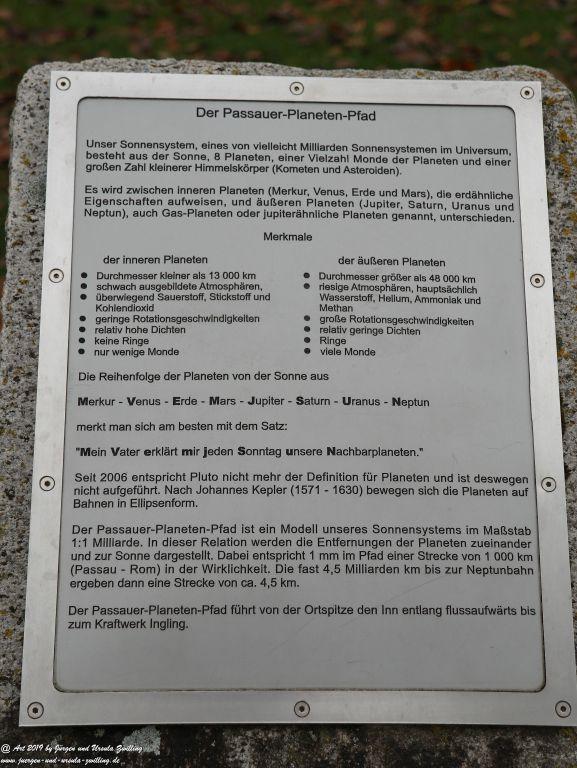 Der Passauer-Planeten-Pfad
Unser Sonnensystem, eines von vielleicht Milliarden Sonnensystemen im Universum,
besteht aus der Sonne, 8 Planeten, einer Vielzahl Monde der Planeten und einer
großen Zahl kleinerer Himmelskörper (Kometen und Asteroiden).
Es wird zwischen inneren Planeten (Merkur, Venus, Erde und Mars), die erdähnliche
Eigenschaften aufweisen, und äußeren Planeten (Jupiter, Saturn, Uranus und
Neptun), auch Gas-Planeten oder jupiterähnliche Planeten genannt, unterschieden.
Merkmale
der inneren Planeten
• Durchmesser kleiner als 13 000 km
• schwach ausgebildete Atmosphären,
• überwiegend Sauerstoff, Stickstoff und
Kohlendioxid
• geringe Rotationsgeschwindigkeiten
• relativ hohe Dichten
• keine Ringe
• nur wenige Monde
der äußeren Planeten
• Durchmesser größer als 48 000 km
• riesige Atmosphären, hauptsächlich
Wasserstoff, Helium, Ammoniak und
Methan
• große Rotationsgeschwindigkeiten
• relativ geringe Dichten
• Ringe
• viele Monde
Die Reihenfolge der Planeten von der Sonne aus
Merkur - Venus - Erde - Mars - Jupiter - Saturn - Uranus - Neptun
merkt man sich am besten mit dem Satz:
"Mein Vater erklärt mir jeden Sonntag unsere Nachbarplaneten."
Seit 2006 entspricht Pluto nicht mehr der Definition für Planeten und ist deswegen
nicht aufgeführt. Nach Johannes Kepler (1571 - 1630) bewegen sich die Planeten auf
Bahnen in Ellipsenform.
Der Passauer-Planeten-Pfad ist ein Modell unseres Sonnensystems im Maßstab
1:1 Milliarde. In dieser Relation werden die Entfernungen der Planeten zueinander
und zur Sonne dargestellt. Dabei entspricht 1 mm im Pfad einer Strecke von 1 000 km
(Passau - Rom) in der Wirklichkeit. Die fast 4,5 Milliarden km bis zur Neptunbahn
ergeben dann eine Strecke von ca. 4,5 km.
Der Passauer-Planeten-Pfad führt von der Ortspitze den Inn entlang flussaufwärts bis
zum Kraftwerk Ingling.
@ Art 2019 by Jürgen und Ursula Zwilling
www.juergen-und-ursula-zwilling.de